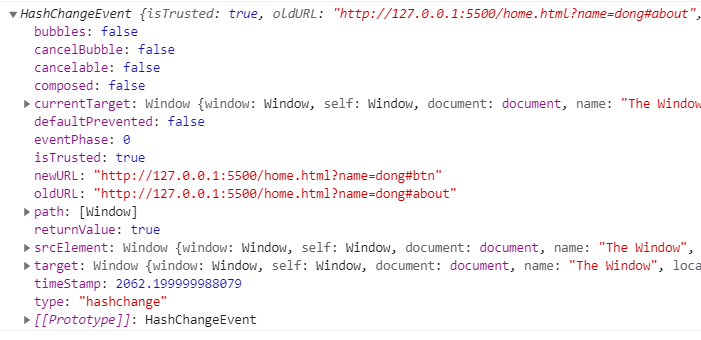 ▼HashChangeEvent {isTrusted: true, oldURL: "http://127.0.0.1:5500/home.html?name=dong#about",
bubbles: false
cancelBubble: false
cancelable: false
composed: false
▶currentTarget: Window {window: Window, self: Window, document: document, name: "The Window
defaultPrevented: false
eventPhase: 0
isTrusted: true
newURL: "http://127.0.0.1:5500/home.html?name=dong#btn"
oldURL: "http://127.0.0.1:5500/home.html?name=dong#about"
▶path: [Window]
returnValue: true
▶srcElement: Window {window: Window, self: Window, document: document, name: "The Window",
▶target: Window {window: Window, self: Window, document: document, name: "The Window", loca
timeStamp: 2062.199999988079
type: "hashchange"
▶[[Prototype]]: HashChangeEvent